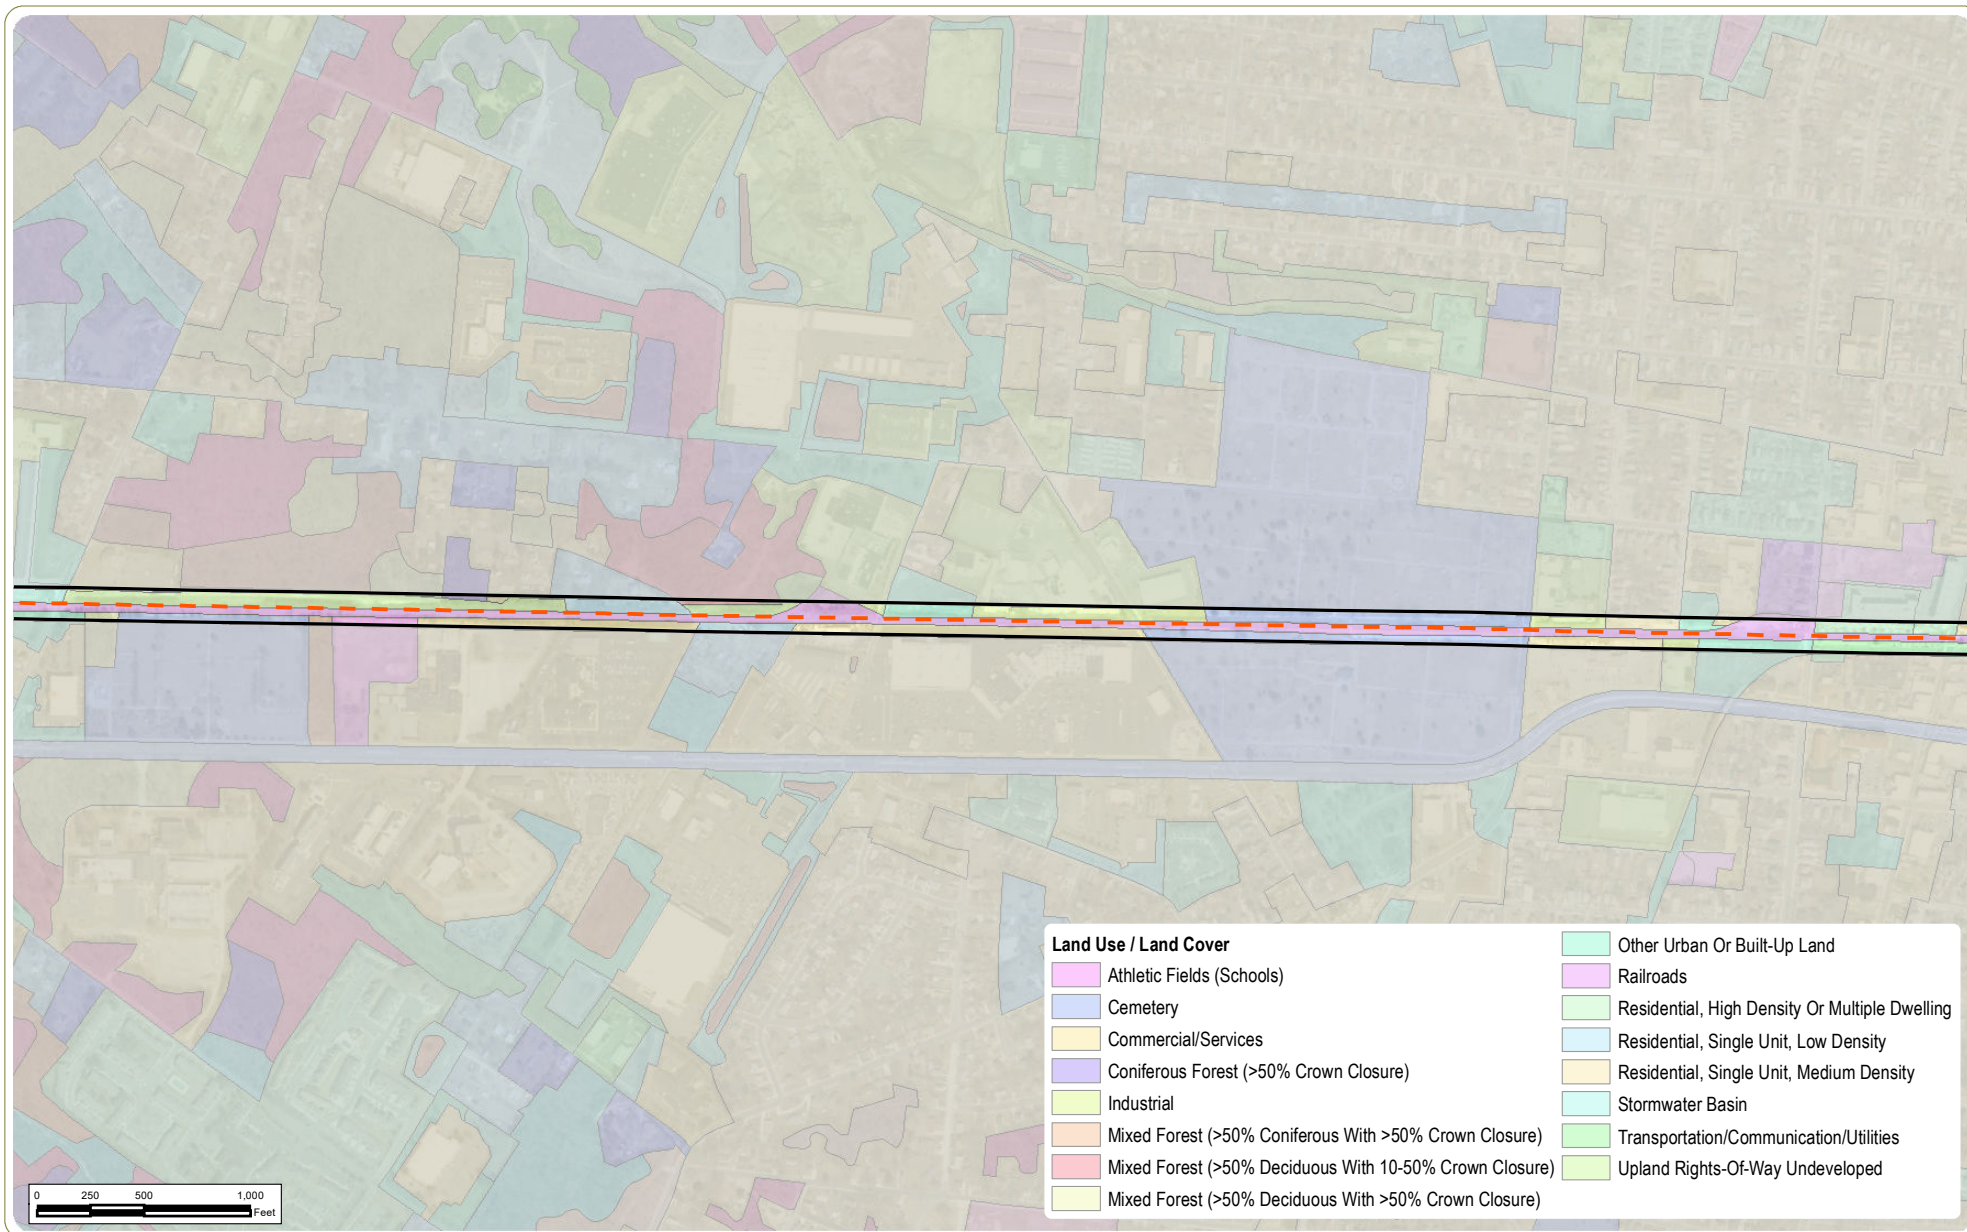 Land Use / Land Cover
Athletic Fields (Schools)
Cemetery
Commercial/Services
Coniferous Forest (>50% Crown Closure)
Industrial
Mixed Forest (>50% Coniferous With >50% Crown Closure)
Mixed Forest (>50% Deciduous With 10-50% Crown Closure)
Mixed Forest (>50% Deciduous With >50% Crown Closure)
Other Urban Or Built-Up Land
Railroads
Residential, High Density Or Multiple Dwelling
Residential, Single Unit, Low Density
Residential, Single Unit, Medium Density
Stormwater Basin
Transportation/Communication/Utilities
Upland Rights-Of-Way Undeveloped
0 250 500 1,000
Feet